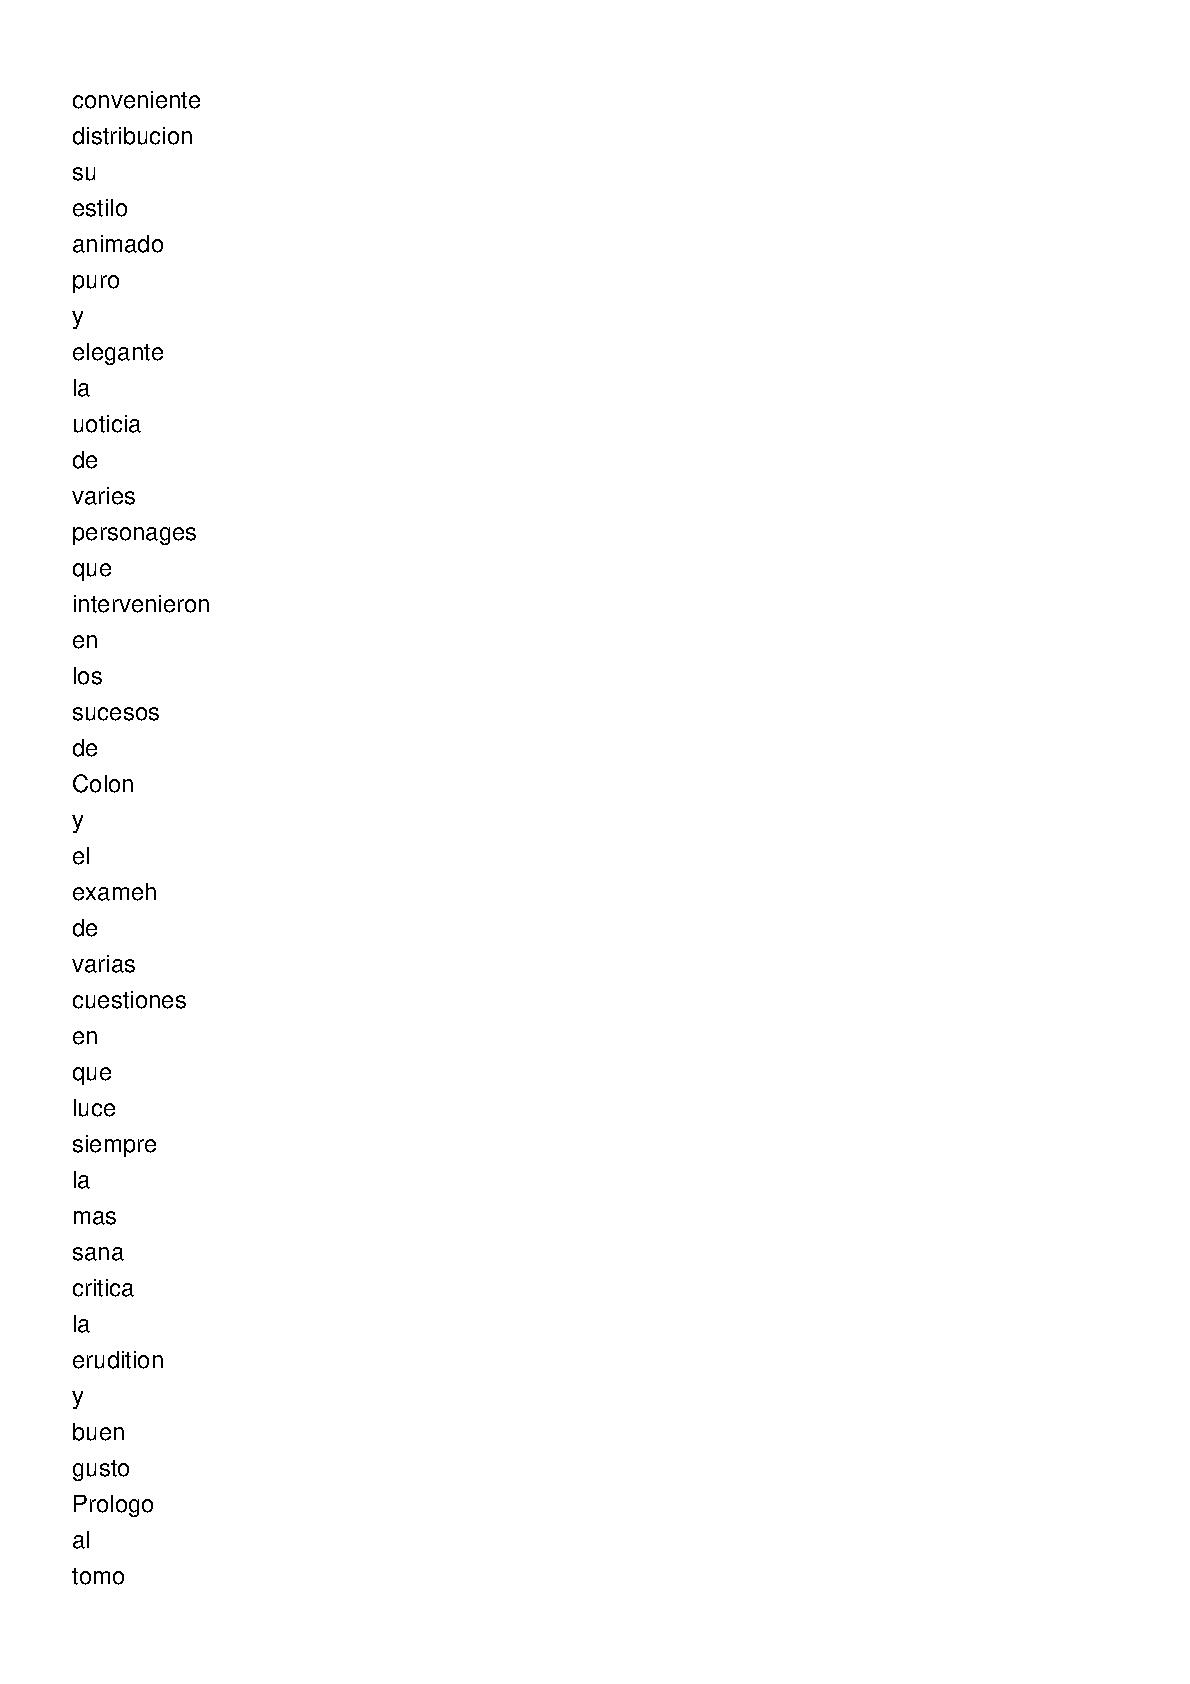 conveniente
distribucion
su
estilo
animado
puro
y
elegante
la
uoticia
de
varies
personages
que
intervenieron
en
los
sucesos
de
Colon
y
el
exameh
de
varias
cuestiones
en
que
luce
siempre
la
mas
sana
critica
la
erudition
y
buen
gusto
Prologo
al
tomo